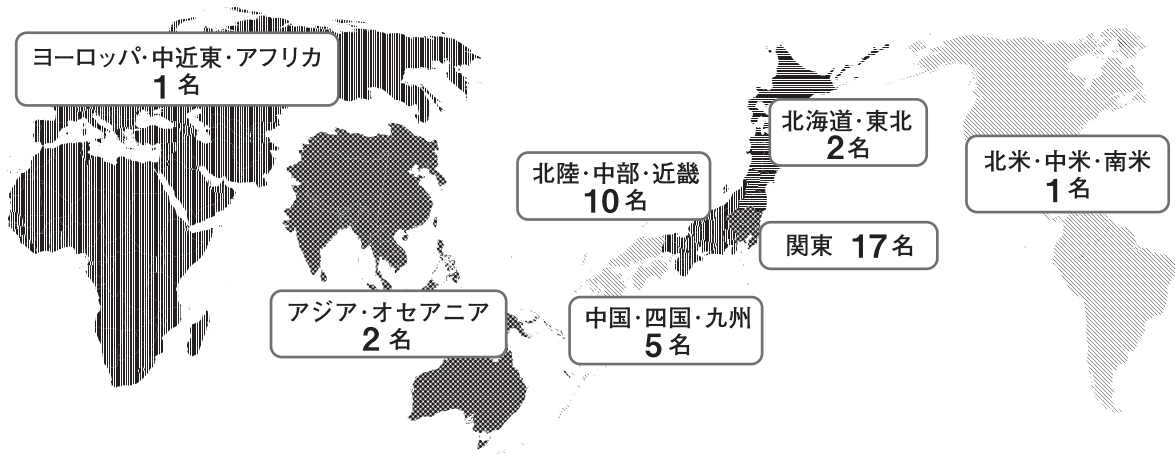 ヨーロッパ・中近東・アフリカ
1名
北海道・東北
2名
北陸・中部・近畿
10名
北米・中米・南米
1名
関東 17名
アジア・オセアニア
2名
中国・四国・九州
5名